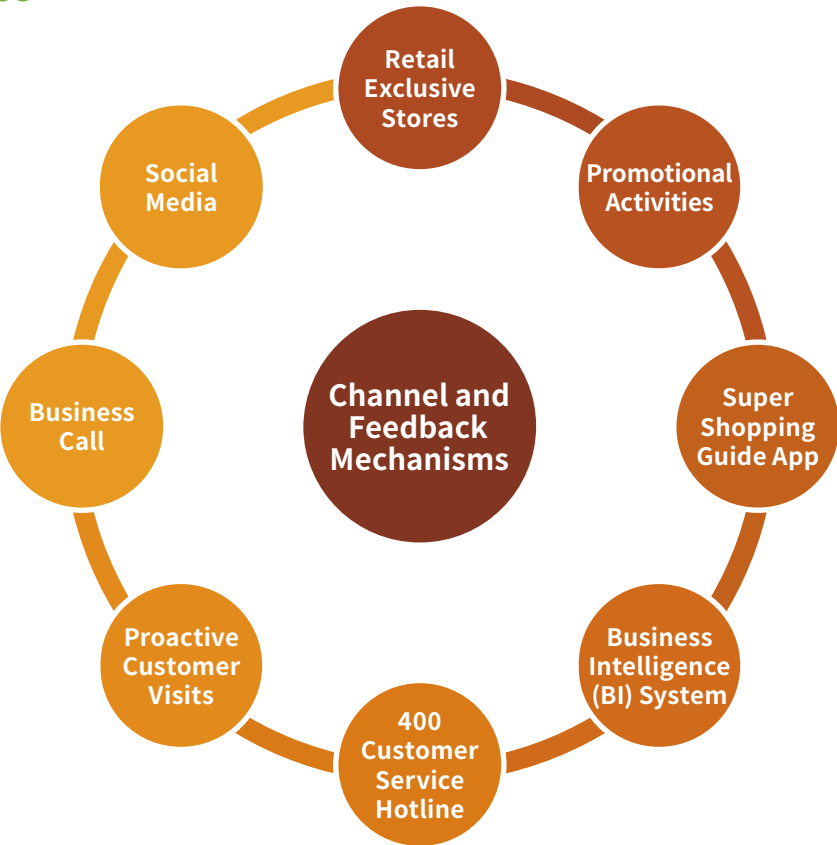 Retail
Exclusive
Stores
Promotional
Activities
Super
Shopping
Guide App
Business
Intelligence
(BI) System
400
Customer
Service
Hotline
Proactive
Customer
Visits
Business
Call
Social
Media
Channel and
Feedback
Mechanisms